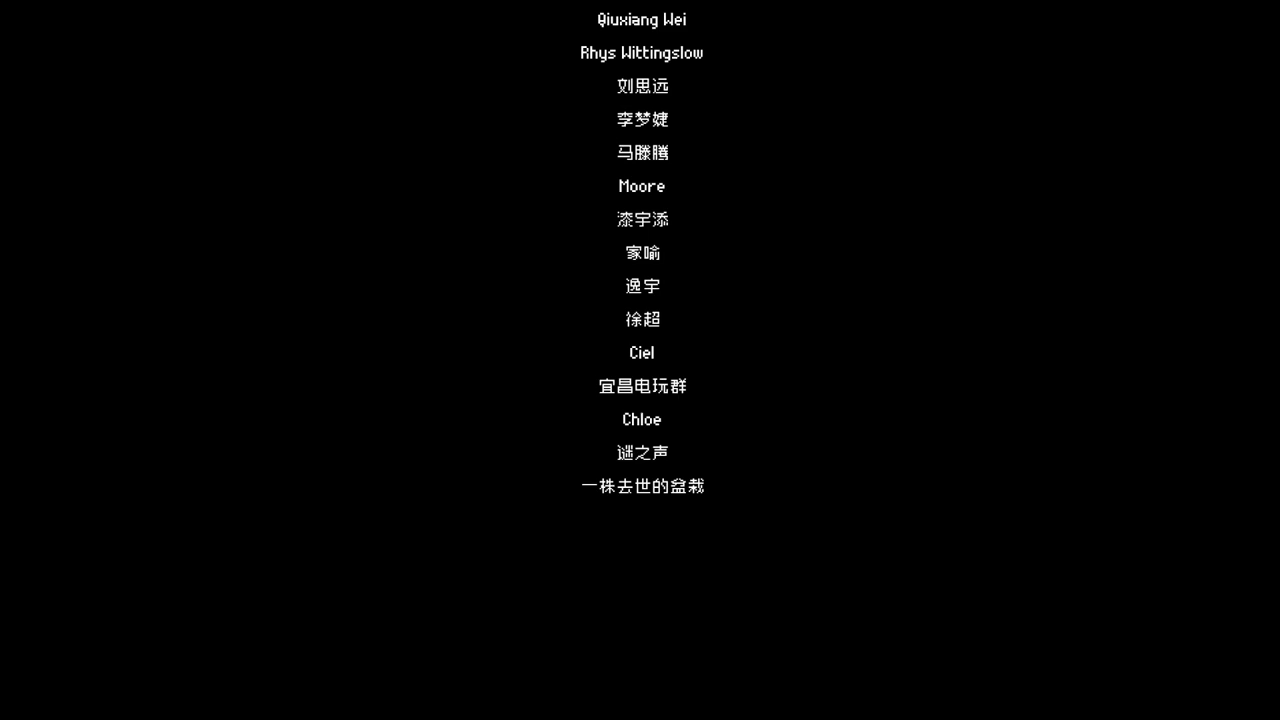 Qiuxiang Wei
Rhys Wittingslow
刘思远
李梦婕
马滕腾
Moore
漆宇添
家喻
逸宇
徐超
Ciel
宜昌电玩群
Chloe
谜之声
一株去世的盆栽